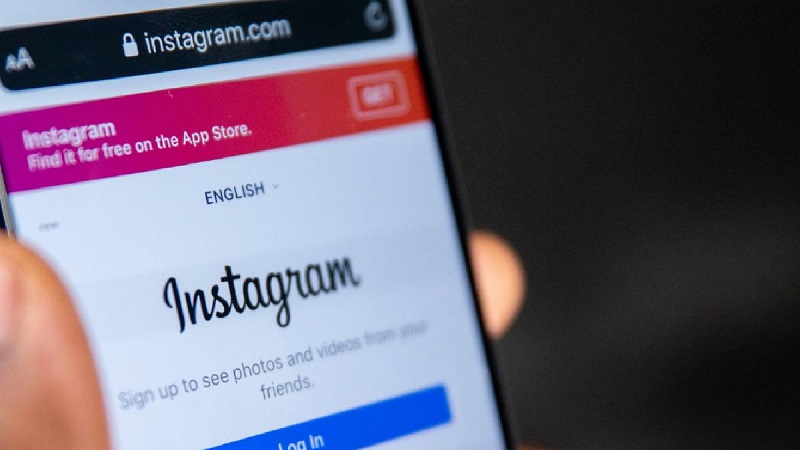 AA instagram.com
Instagram
Find it for free on the App Store.
GET
ENGLISH
Instagram
Sign up to see photos and videos from your
friends.
Log In